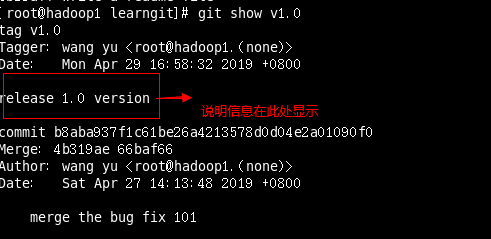 [root@hadoop1 learngit]# git show v1.0
tag v1.0
Tagger: wang yu <root@hadoop1.(none)>
Date:   Mon Apr 29 16:58:32 2019 +0800
release 1.0 version
说明信息在此处显示
commit b8aba937f1c61be26a4213578d0d04e2a01090f0
Merge: 4b319ae 66baf66
Author: wang yu <root@hadoop1.(none)>
Date:   Sat Apr 27 14:13:48 2019 +0800
    merge the bug fix 101